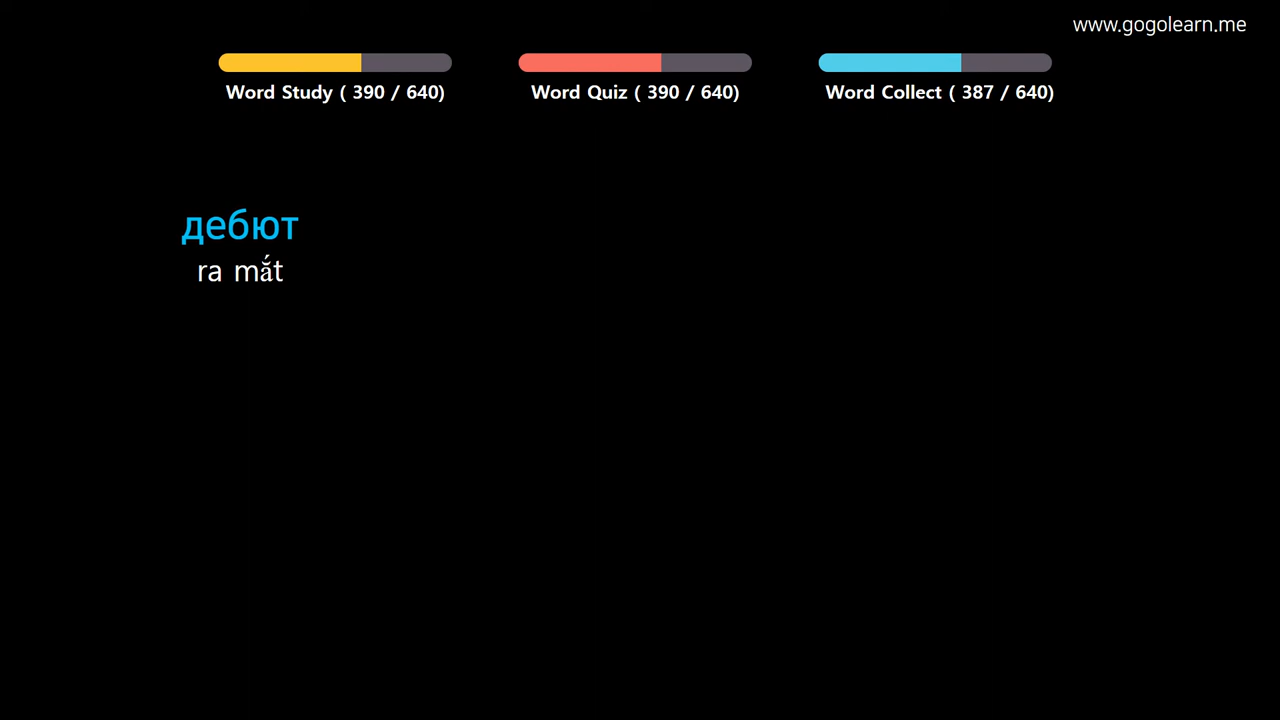 www.gogolearn.me
Word Study ( 390 / 640)
Word Quiz ( 390 / 640)
Word Collect ( 387 / 640)
дебют
ra mắt